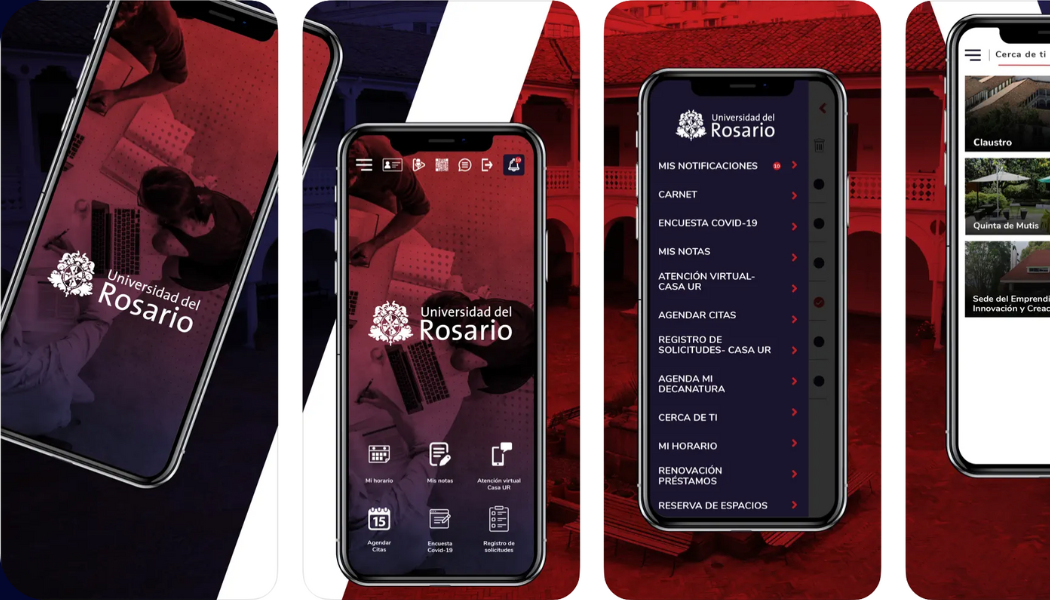 Universidad del
Rosario
Universidad del
Rosario
Mi horario
Mis notas
Atención virtual
Casa UR
15
Agendar
Citas
Encuesta
Covid-19
Registro de
solicitudes
Universidad del
Rosario
MIS NOTIFICACIONES 10
CARNET
ENCUESTA COVID-19
MIS NOTAS
ATENCIÓN VIRTUAL-
CASA UR
AGENDAR CITAS
REGISTRO DE
SOLICITUDES- CASA UR
AGENDA MI
DECANATURA
CERCA DE TI
MI HORARIO
RENOVACIÓN
PRÉSTAMOS
RESERVA DE ESPACIOS
Cerca de ti
Claustro
Quinta de Mutis
Sede del Emprendi
Innovación y Creac